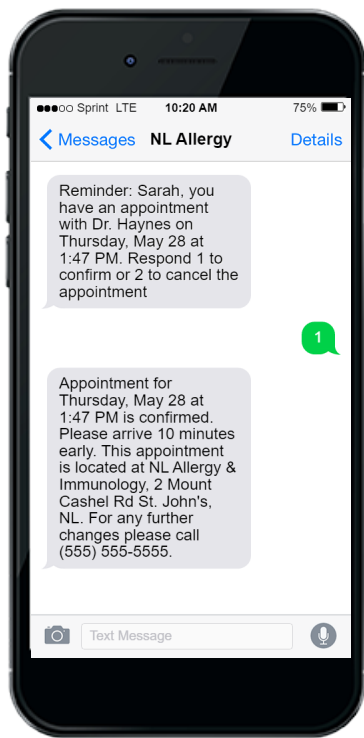 Sprint LTE 10:20 AM 75%
Messages NL Allergy Details
Reminder: Sarah, you
have an appointment
with Dr. Haynes on
Thursday, May 28 at
1:47 PM. Respond 1 to
confirm or 2 to cancel the
appointment
1
Appointment for
Thursday, May 28 at
1:47 PM is confirmed.
Please arrive 10 minutes
early. This appointment
is located at NL Allergy &
Immunology, 2 Mount
Cashel Rd St. John's,
NL. For any further
changes please call
(555) 555-5555.
Text Message